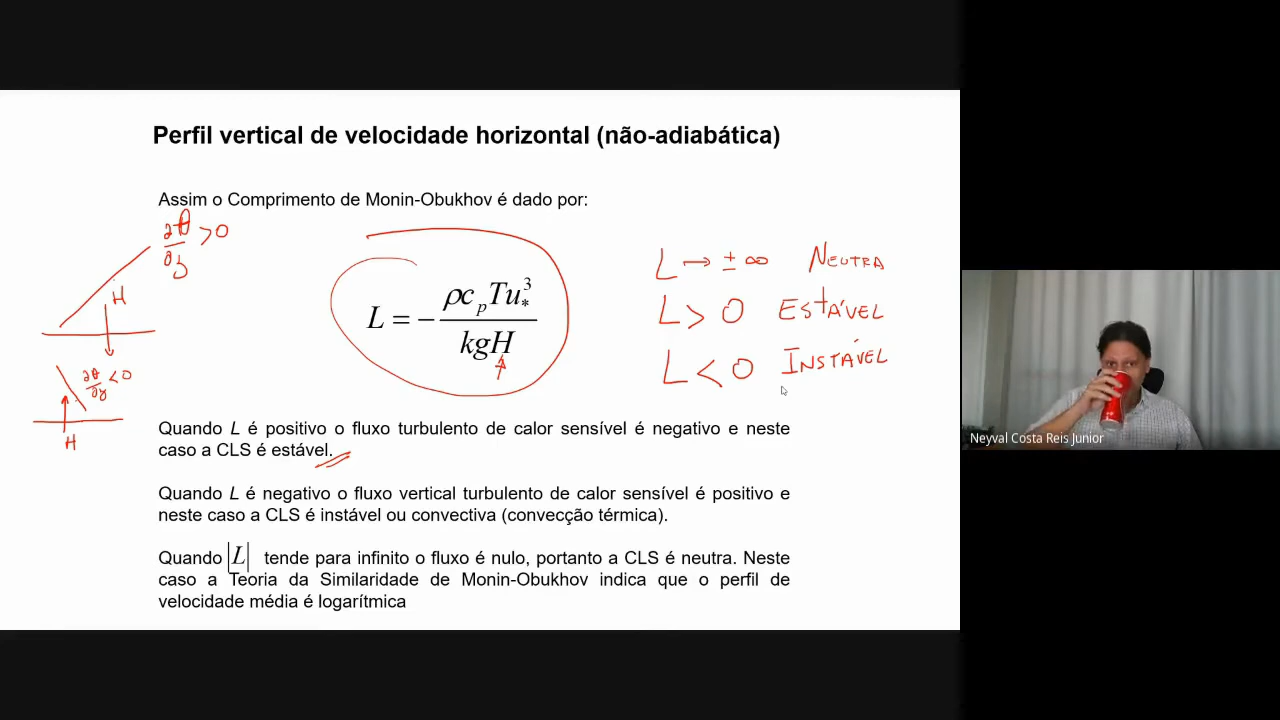 Perfil vertical de velocidade horizontal (não-adiabática)
Assim o Comprimento de Monin-Obukhov é dado por:
∂θ/∂z > 0
H
L = − ρc_p Tu_*^3 / kgH
L → ± ∞ NEUTRA
L > 0 ESTÁVEL
L < 0 INSTÁVEL
∂θ/∂z < 0
H
Quando L é positivo o fluxo turbulento de calor sensível é negativo e neste
caso a CLS é estável.
Quando L é negativo o fluxo vertical turbulento de calor sensível é positivo e
neste caso a CLS é instável ou convectiva (convecção térmica).
Quando |L| tende para infinito o fluxo é nulo, portanto a CLS é neutra. Neste
caso a Teoria da Similaridade de Monin-Obukhov indica que o perfil de
velocidade média é logarítmica
Neyval Costa Reis Junior